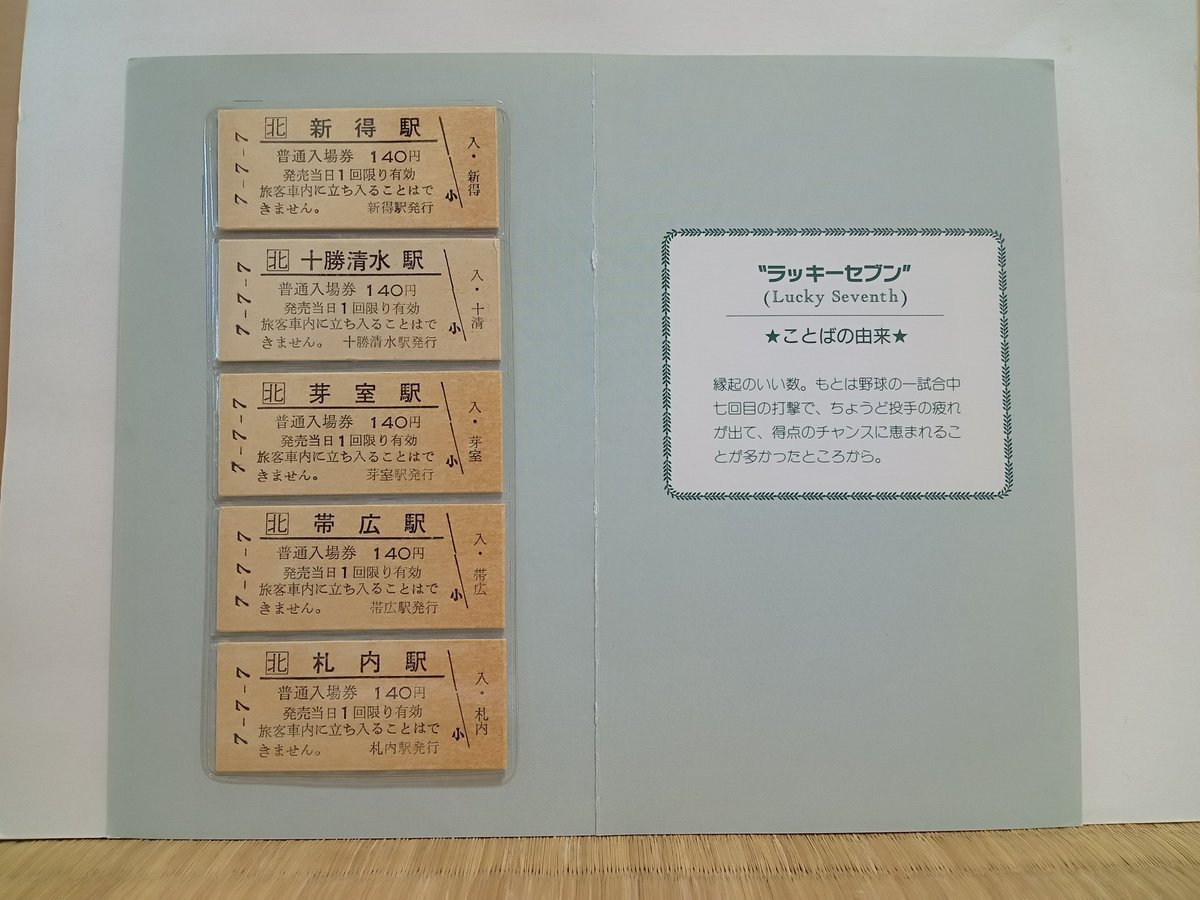 7-7-7
北 新得駅
普通入場券 140円
発売当日1回限り有効
旅客車内に立ち入ることはで
きません。 新得駅発行
入・新得
小
7-7-7
北 十勝清水駅
普通入場券 140円
発売当日1回限り有効
旅客車内に立ち入ることはで
きません。 十勝清水駅発行
入・十清
小
7-7-7
北 芽室駅
普通入場券 140円
発売当日1回限り有効
旅客車内に立ち入ることはで
きません。 芽室駅発行
入・芽室
小
7-7-7
北 帯広駅
普通入場券 140円
発売当日1回限り有効
旅客車内に立ち入ることはで
きません。 帯広駅発行
入・帯広
小
7-7-7
北 札内駅
普通入場券 140円
発売当日1回限り有効
旅客車内に立ち入ることはで
きません。 札内駅発行
入・札内
小
"ラッキーセブン"
(Lucky Seventh)
★ことばの由来★
縁起のいい数。もとは野球の一試合中
七回目の打撃で、ちょうど投手の疲れ
が出て、得点のチャンスに恵まれるこ
とが多かったところから。